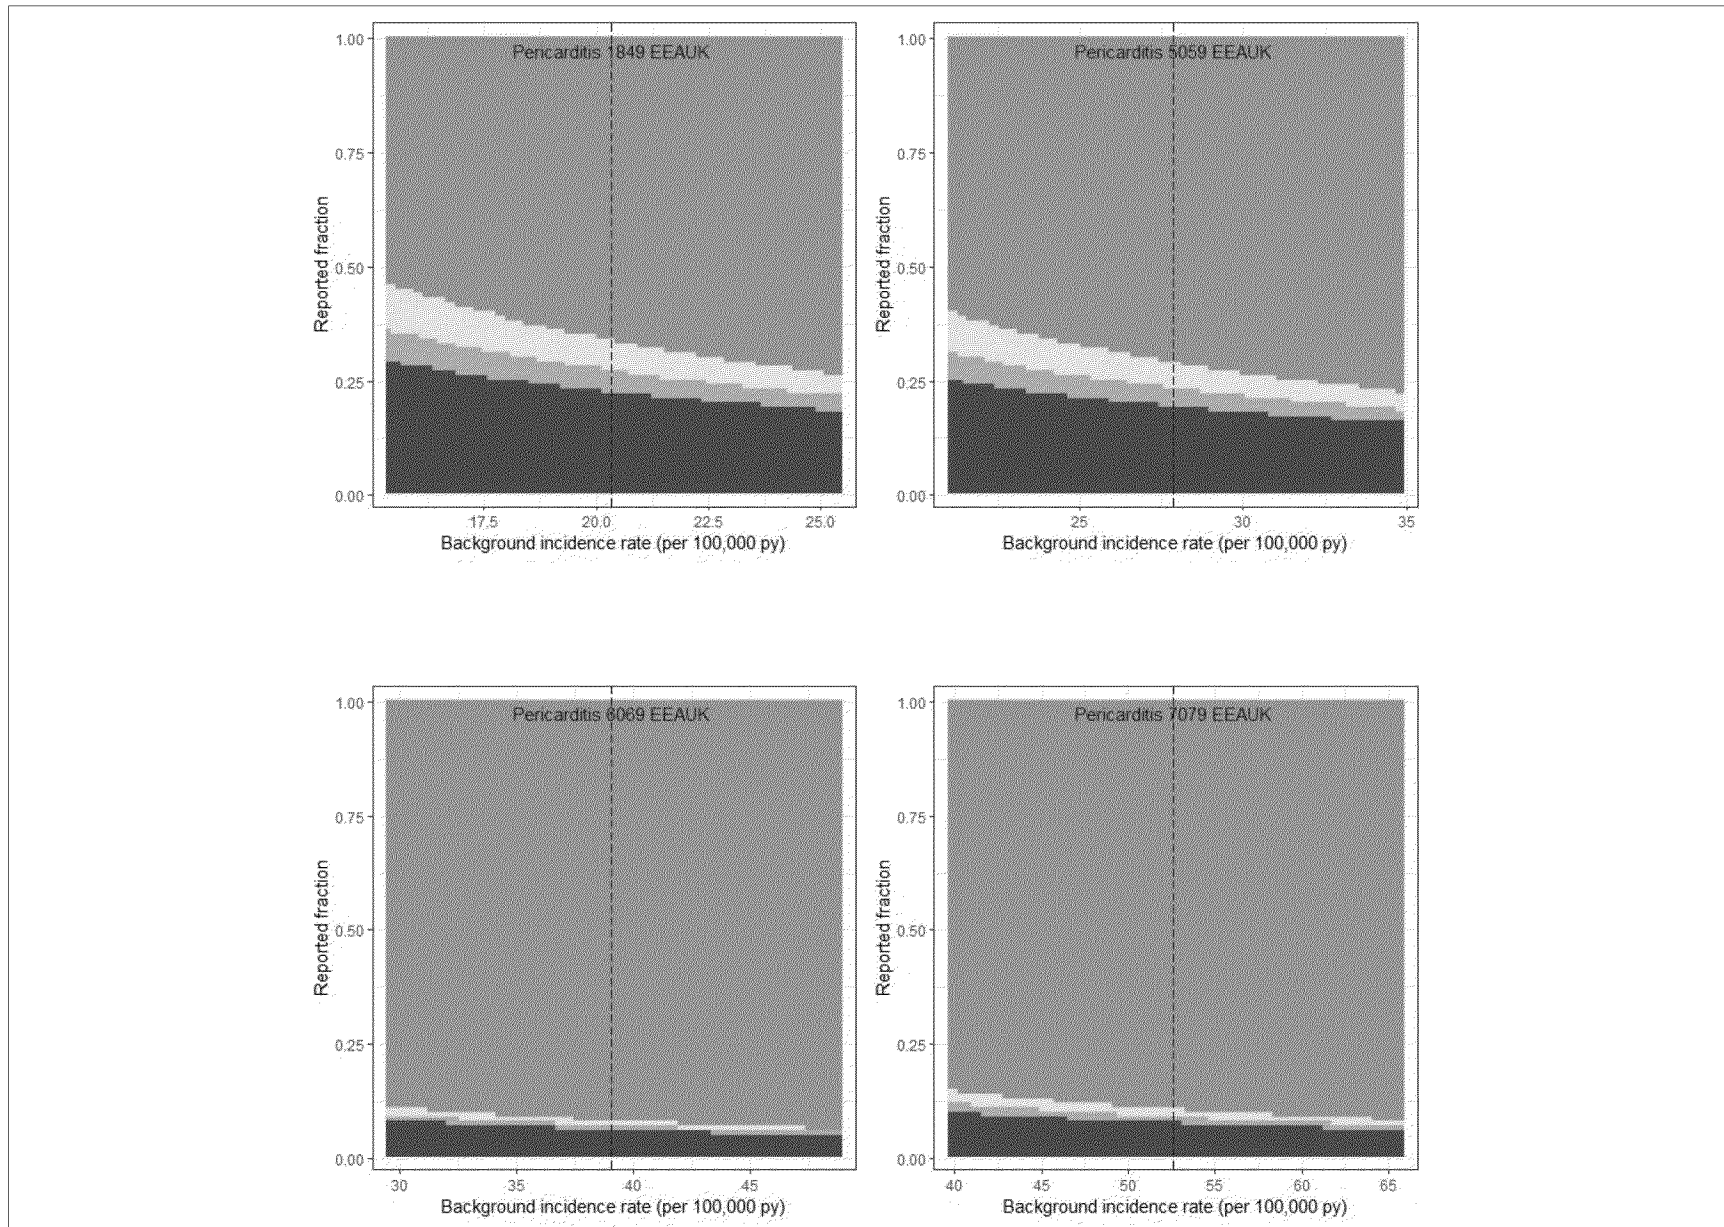 Pericarditis 1849 EEAUK
1.00
0.75
0.50
0.25
0.00
Reported fraction
17.5 20.0 22.5 25.0
Background incidence rate (per 100,000 py)
Pericarditis 5059 EEAUK
1.00
0.75
0.50
0.25
0.00
Reported fraction
25 30 35
Background incidence rate (per 100,000 py)
Pericarditis 6069 EEAUK
1.00
0.75
0.50
0.25
0.00
Reported fraction
30 35 40 45
Background incidence rate (per 100,000 py)
Pericarditis 7079 EEAUK
1.00
0.75
0.50
0.25
0.00
Reported fraction
40 45 50 55 60 65
Background incidence rate (per 100,000 py)